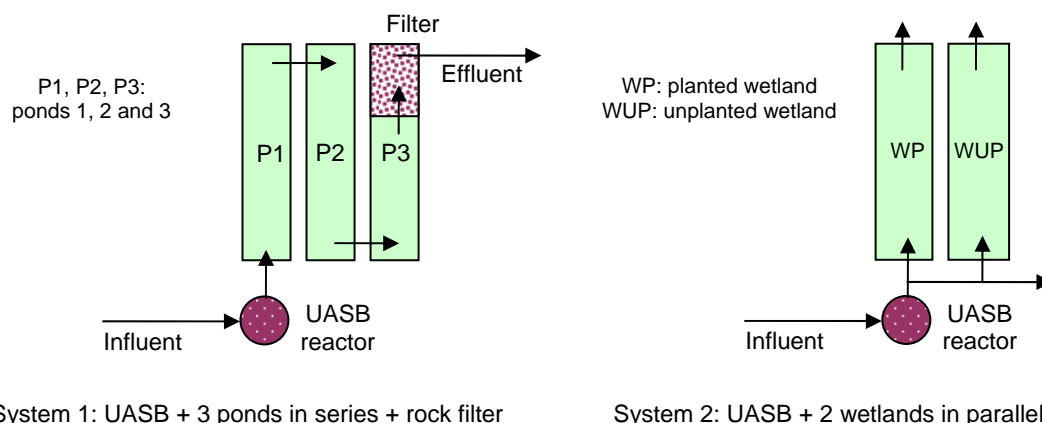 Filter
Effluent
P1, P2, P3:
ponds 1, 2 and 3
P1
P2
P3
UASB
reactor
Influent
System 1: UASB + 3 ponds in series + rock filter
WP: planted wetland
WUP: unplanted wetland
WP
WUP
UASB
reactor
Influent
System 2: UASB + 2 wetlands in parallel